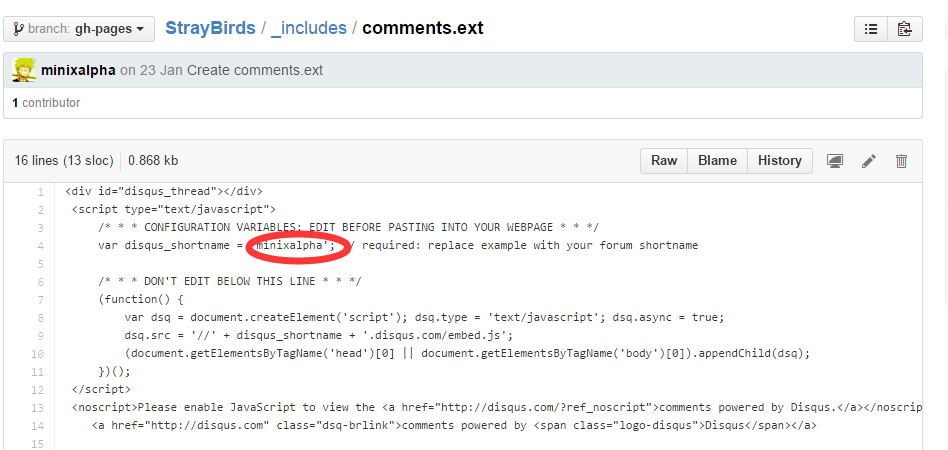 branch: gh-pages StrayBirds / _includes / comments.ext
minixalpha on 23 Jan Create comments.ext
1 contributor
16 lines (13 sloc) 0.868 kb Raw Blame History
1 <div id="disqus_thread"></div>
2 <script type="text/javascript">
3 /* * * CONFIGURATION VARIABLES: EDIT BEFORE PASTING INTO YOUR WEBPAGE * * */
4 var disqus_shortname = 'minixalpha'; // required: replace example with your forum shortname
5
6 /* * * DON'T EDIT BELOW THIS LINE * * */
7 (function() {
8 var dsq = document.createElement('script'); dsq.type = 'text/javascript'; dsq.async = true;
9 dsq.src = '//' + disqus_shortname + '.disqus.com/embed.js';
10 (document.getElementsByTagName('head')[0] || document.getElementsByTagName('body')[0]).appendChild(dsq);
11 })();
12 </script>
13 <noscript>Please enable JavaScript to view the <a href="http://disqus.com/?ref_noscript">comments powered by Disqus.</a></noscrip
14 <a href="http://disqus.com" class="dsq-brlink">comments powered by <span class="logo-disqus">Disqus</span></a>
15